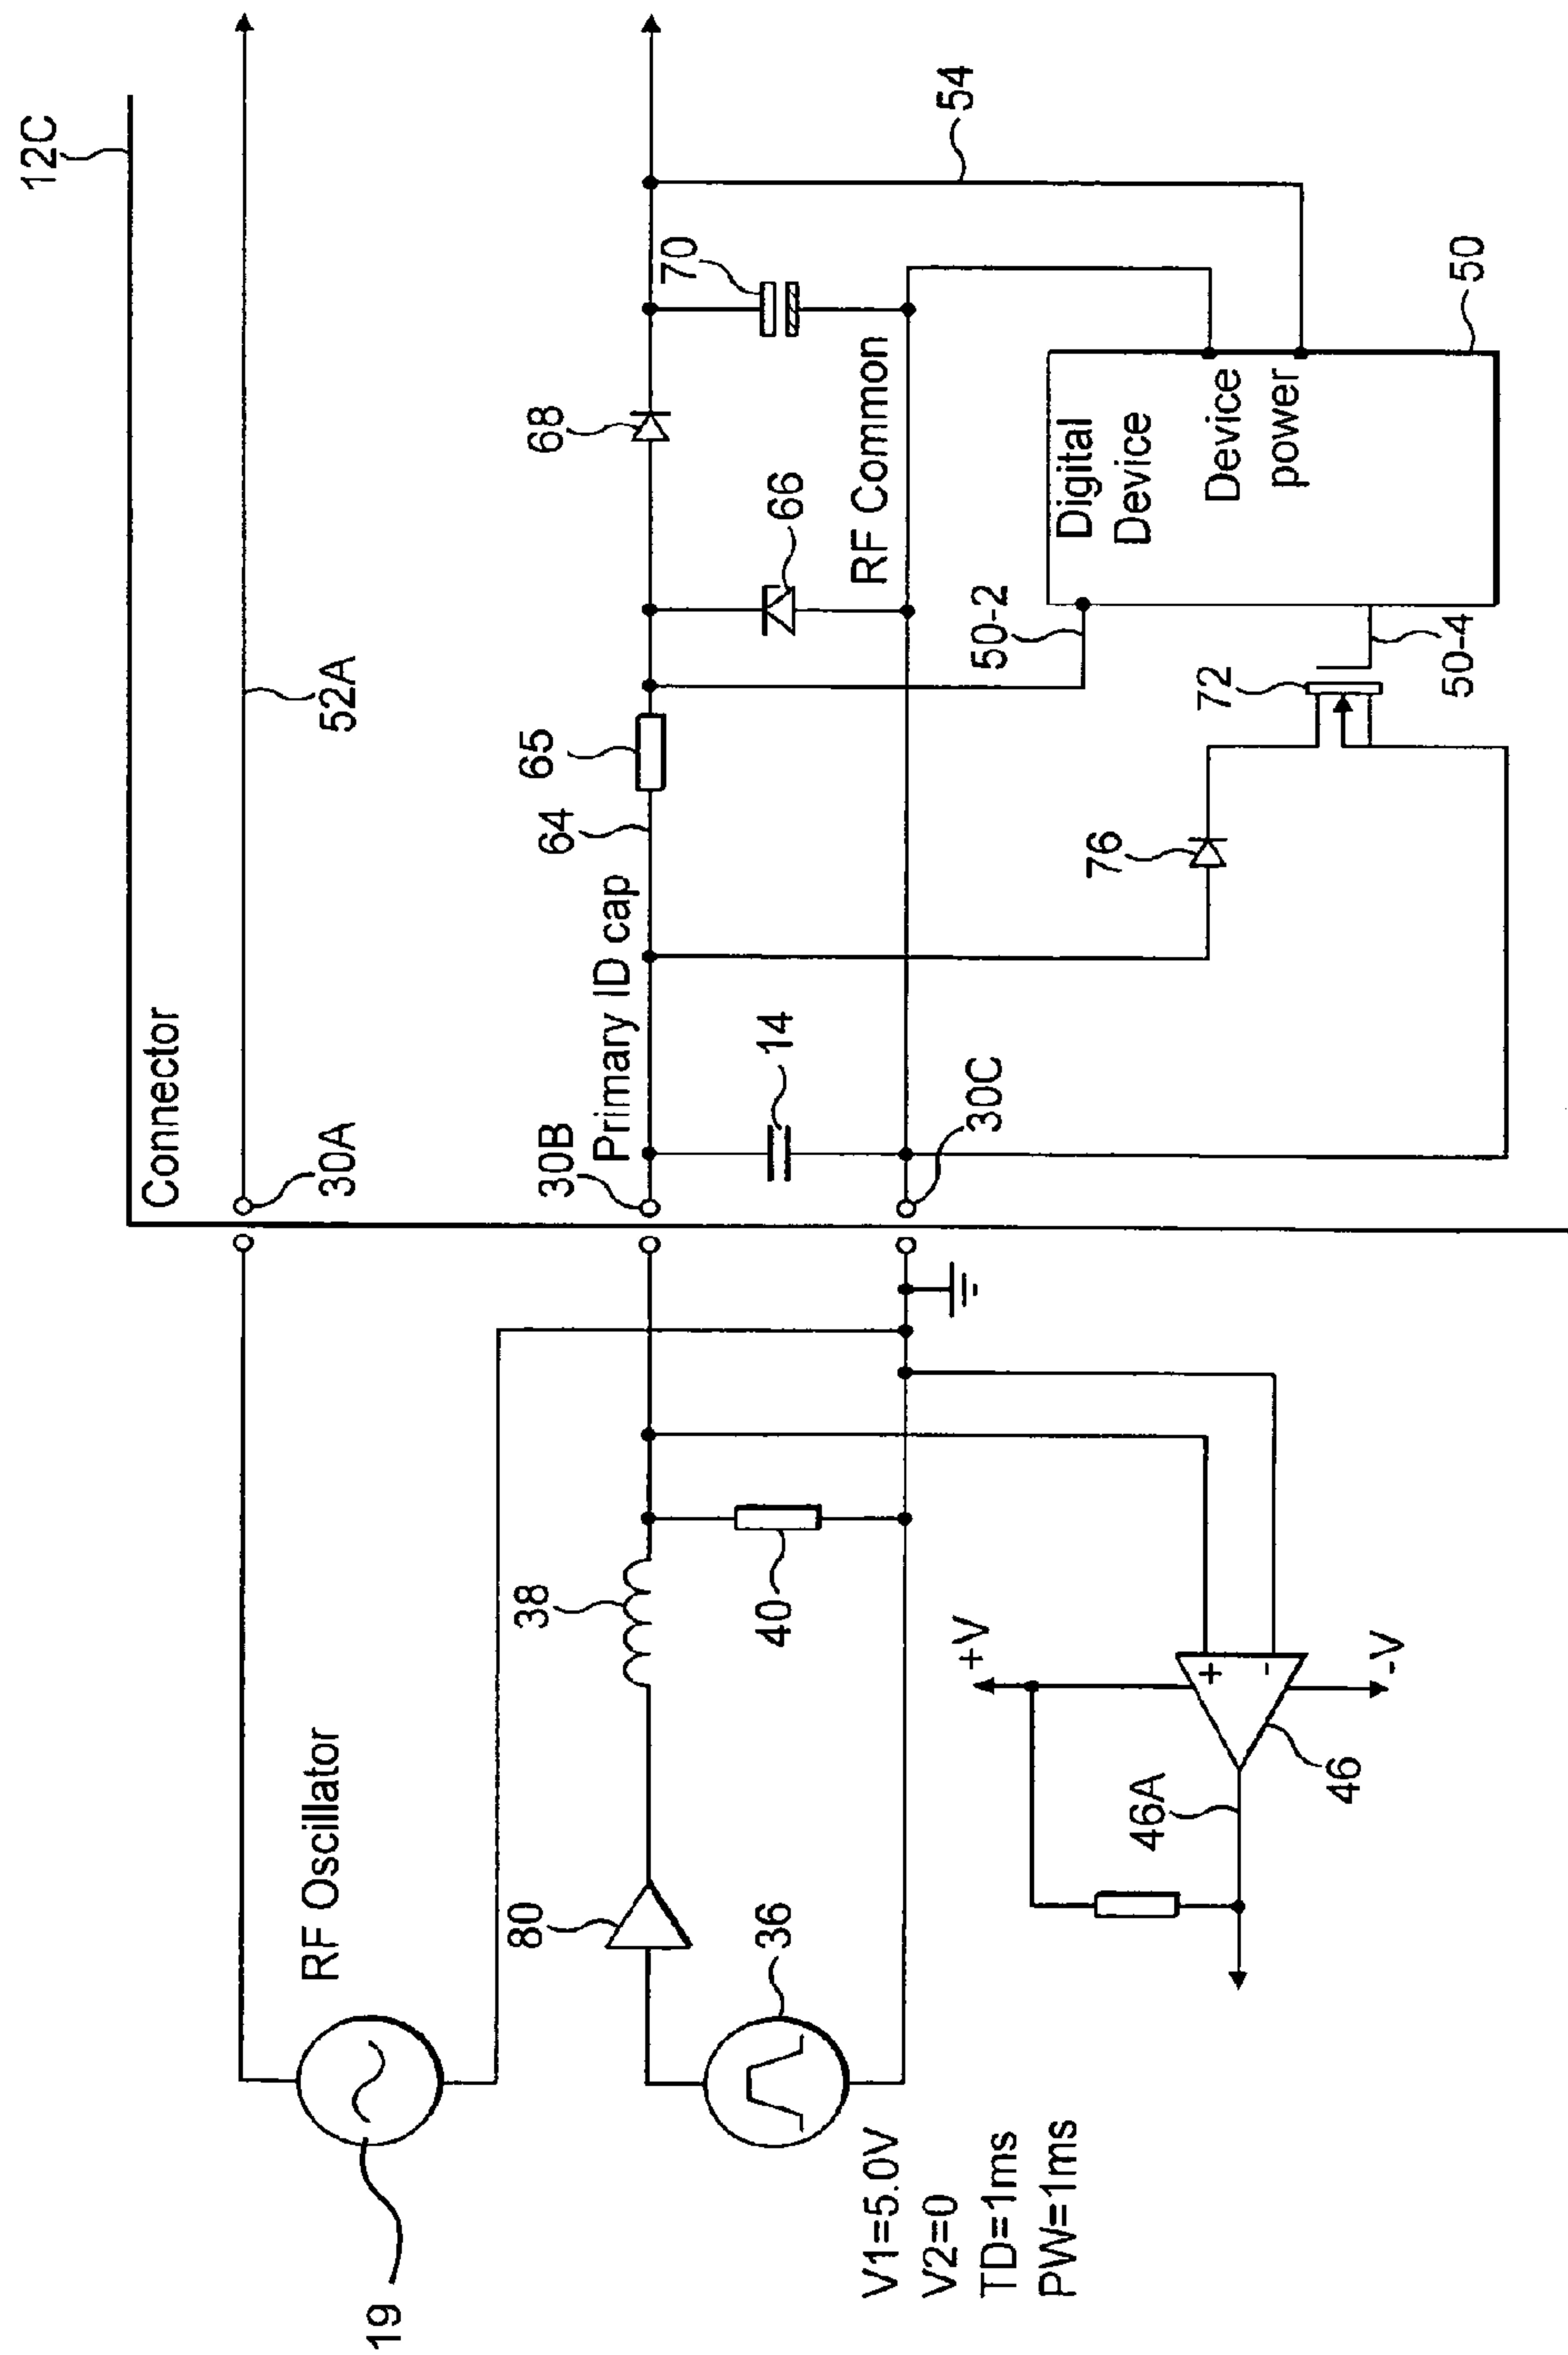 12C
Connector
30A
52A
RF Oscillator
19
30B
Primary ID cap
64
65
68
70
54
38
80
14
66
RF Common
40
36
30C
50-2
V1=5.0V
V2=0
TD=1ms
PW=1ms
+V
76
72
Digital
Device
Device
power
50
50-4
46A
+
-
46
-V